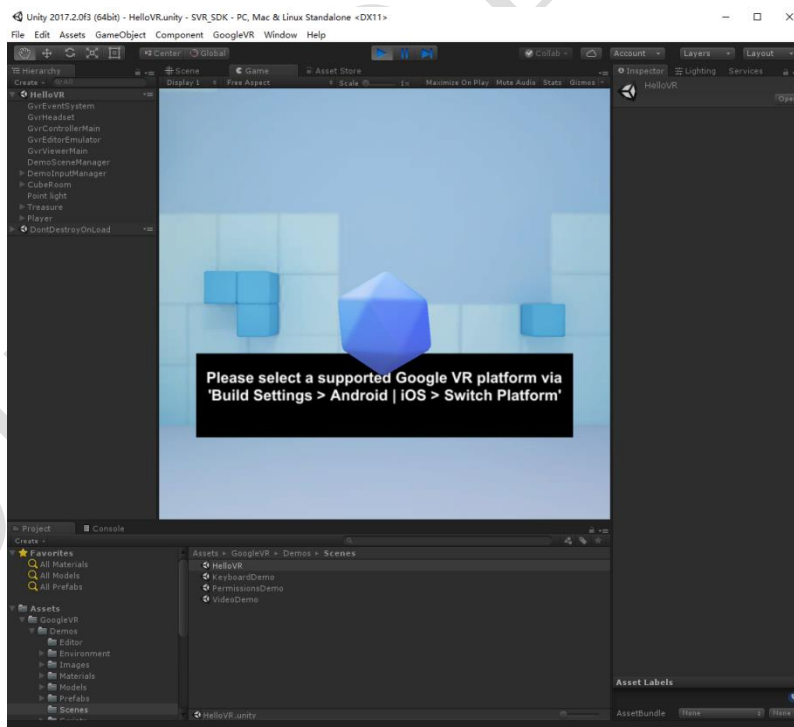 Unity 2017.2.0f3 (64bit) - HelloVR.unity - SVR_SDK - PC, Mac & Linux Standalone <DX11>
File Edit Assets GameObject Component GoogleVR Window Help
Center Global Collab Account Layers Layout
Hierarchy Scene Game Asset Store Inspector Lighting Services
Create All Display 1 Free Aspect Scale 1x Maximize On Play Mute Audio Stats Gizmos HelloVR
HelloVR
Open
GvrEventSystem
GvrHeadset
GvrControllerMain
GvrEditorEmulator
GvrViewerMain
DemoSceneManager
DemoInputManager
CubeRoom
Point light
Treasure
Player
DontDestroyOnLoad
Please select a supported Google VR platform via
'Build Settings > Android | iOS > Switch Platform'
Project Console
Create
Favorites Assets ▸ GoogleVR ▸ Demos ▸ Scenes
All Materials HelloVR
All Models KeyboardDemo
All Prefabs PermissionsDemo
VideoDemo
Assets
GoogleVR
Demos
Editor
Environment
Images
Materials
Models
Prefabs
Scenes
Asset Labels
HelloVR.unity AssetBundle None None